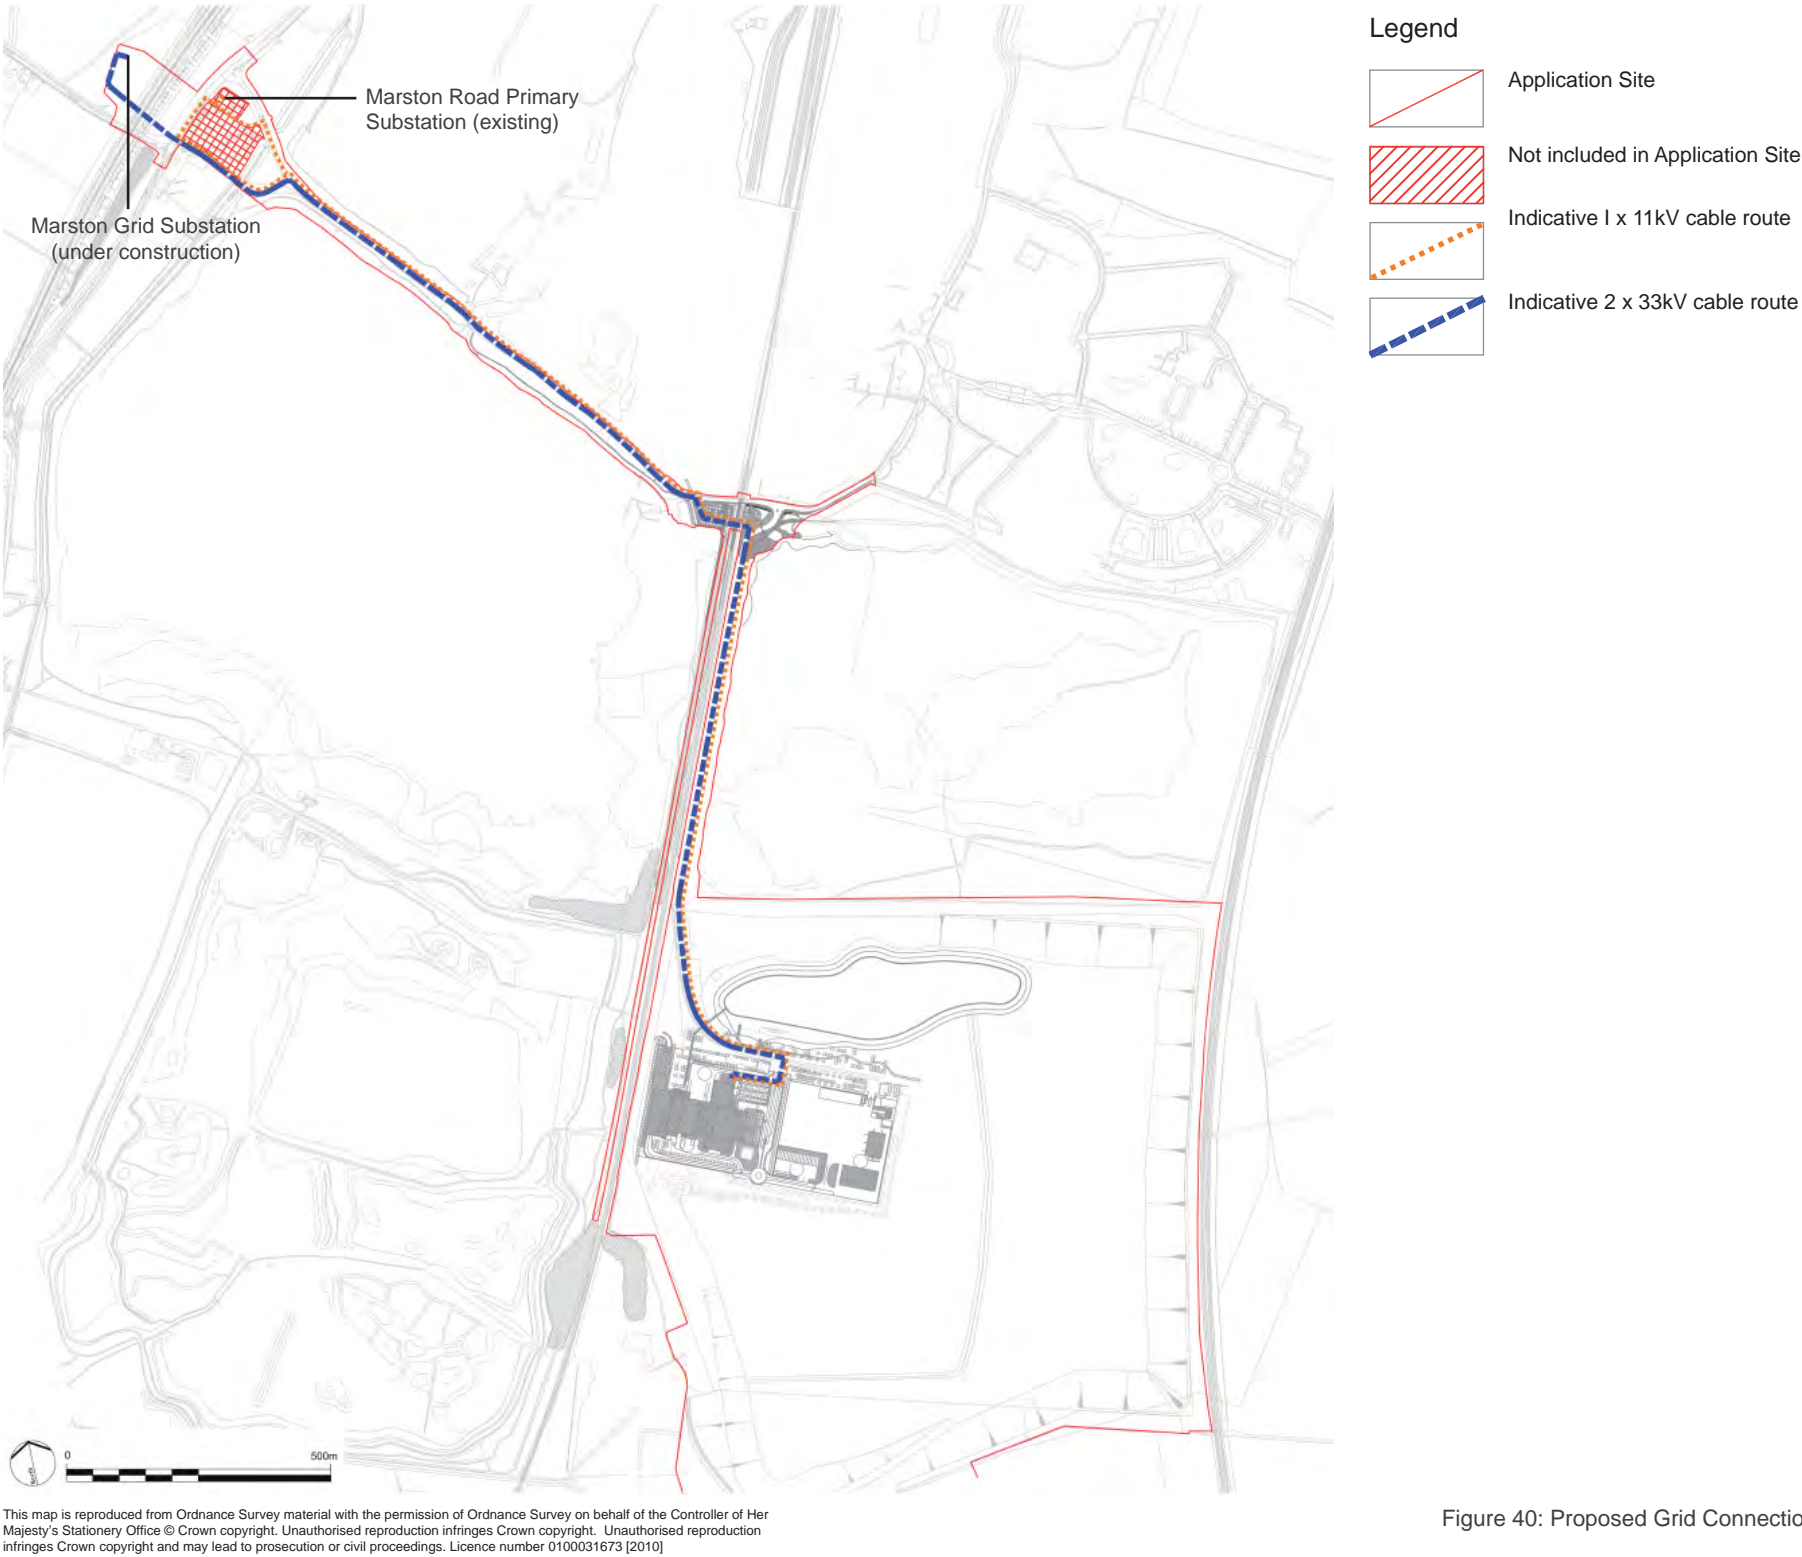 Legend
Application Site
Not included in Application Site
Indicative I x 11kV cable route
Indicative 2 x 33kV cable route
Marston Road Primary
Substation (existing)
Marston Grid Substation
(under construction)
North
0
500m
This map is reproduced from Ordnance Survey material with the permission of Ordnance Survey on behalf of the Controller of Her
Majesty's Stationery Office © Crown copyright. Unauthorised reproduction infringes Crown copyright.  Unauthorised reproduction
infringes Crown copyright and may lead to prosecution or civil proceedings. Licence number 0100031673 [2010]
Figure 40: Proposed Grid Connectio